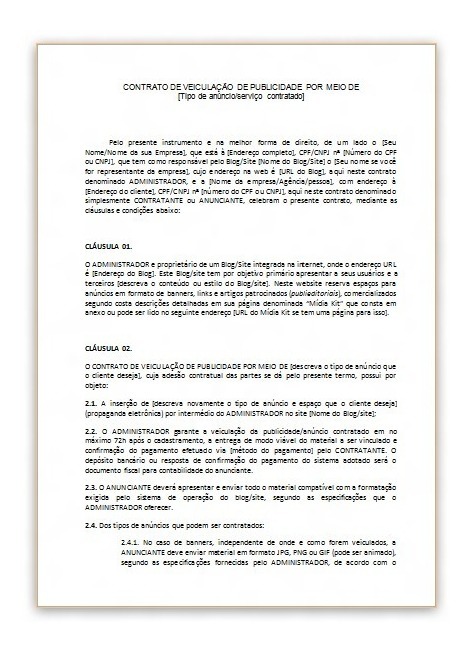 CONTRATO DE VEICULAÇÃO DE PUBLICIDADE POR MEIO DE
[Tipo de anúncio/serviço contratado]
Pelo presente instrumento e na melhor forma de direito, de um lado o [Seu
Nome/Nome da sua Empresa], que está à [Endereço completo], CPF/CNPJ nº [Número do CPF
ou CNPJ], que tem como responsável pelo Blog/Site [Nome do Blog/Site] o [Seu nome se você
for representante da empresa], cujo endereço na web é [URL do Blog], aqui neste contrato
denominado ADMINISTRADOR, e a [Nome da empresa/Agência/pessoa], com endereço à
[Endereço do cliente], CPF/CNPJ nº [número do CPF ou CNPJ], aqui neste contrato denominado
simplesmente CONTRATANTE ou ANUNCIANTE, celebram o presente contrato, mediante as
cláusulas e condições abaixo:
CLÁUSULA 01.
O ADMINISTRADOR e proprietário de um Blog/Site integrada na internet, onde o endereço URL
é [Endereço do Blog]. Este Blog/site tem por objetivo primário apresentar a seus usuários e a
terceiros [descreva o conteúdo ou estilo do Blog/site]. Neste website reserva espaços para
anúncios em formato de banners, links e artigos patrocinados (publieditoriais), comercializados
segundo custo descrições detalhadas em sua página denominada “Mídia Kit” que consta em
anexo ou pode ser lido no seguinte endereço [URL do Mídia Kit se tem uma página para isso].
CLÁUSULA 02.
O CONTRATO DE VEICULAÇÃO DE PUBLICIDADE POR MEIO DE [descreva o tipo de anúncio que
o cliente deseja], cuja adesão contratual das partes se dá pelo presente termo, possui por
objeto:
2.1. A inserção de [descreva novamente o tipo de anúncio e espaço que o cliente deseja]
(propaganda eletrônica) por intermédio do ADMINISTRADOR no site [Nome do Blog/site];
2.2. O ADMINISTRADOR garante a veiculação da publicidade/anúncio contratado em no
máximo 72h após o cadastramento, a entrega de modo viável do material a ser vinculado e
confirmação do pagamento efetuado via [método do pagamento] pelo CONTRATANTE. O
depósito bancário ou resposta de confirmação do pagamento do sistema adotado será o
documento fiscal para contabilidade do anunciante.
2.3. O ANUNCIANTE deverá apresentar e enviar todo o material compatível com a formatação
exigida pelo sistema de operação do blog/site, segundo as especificações que o
ADMINISTRADOR oferecer.
2.4. Dos tipos de anúncios que podem ser contratados:
2.4.1. No caso de banners, independente de onde e como forem veiculados, a
ANUNCIANTE deve enviar material em formato JPG, PNG ou GIF (pode ser animado),
seguindo as especificações fornecidas pelo ADMINISTRADOR, de acordo com o